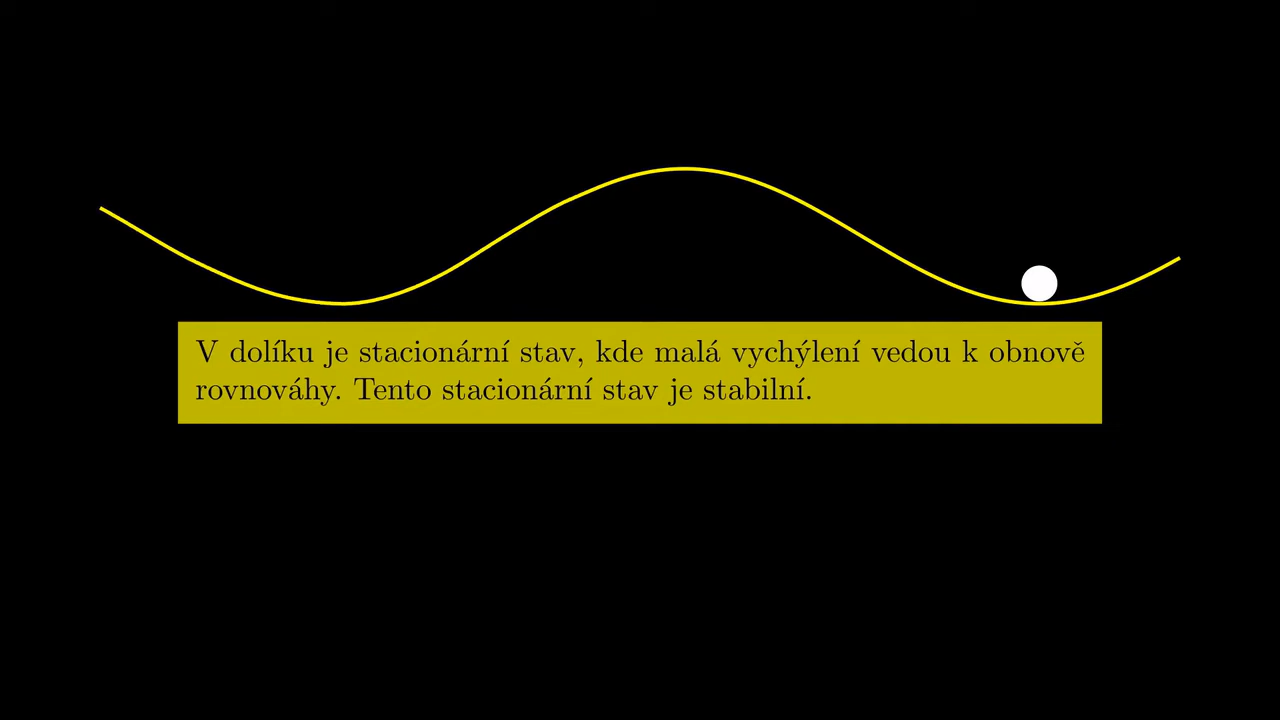 V dolíku je stacionární stav, kde malá vychýlení vedou k obnově
rovnováhy. Tento stacionární stav je stabilní.